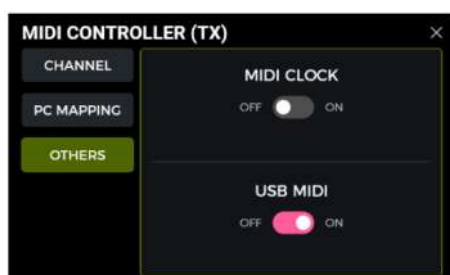 MIDI CONTROLLER (TX)
CHANNEL
PC MAPPING
OTHERS
MIDI CLOCK
OFF ON
USB MIDI
OFF ON